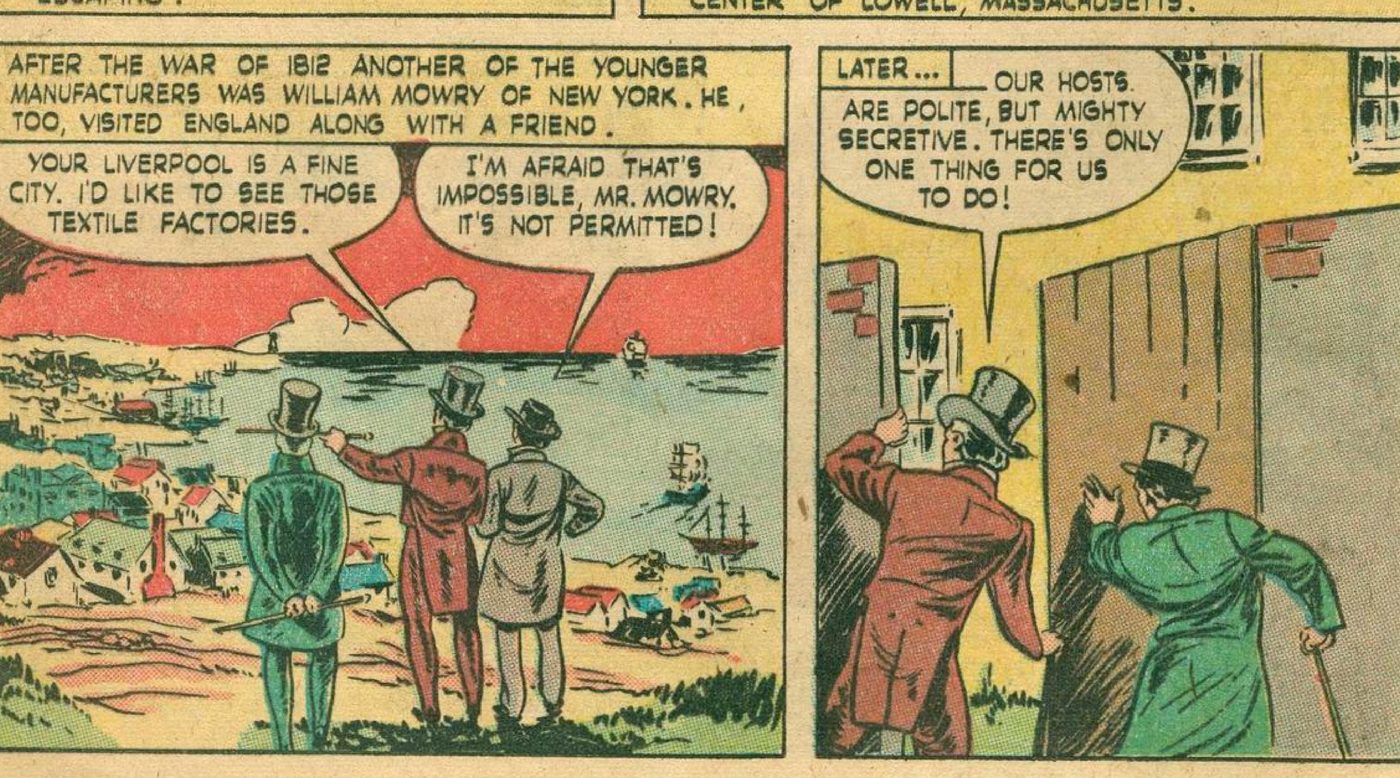 ESCAPING!
CENTER OF LOWELL, MASSACHUSETTS.
AFTER THE WAR OF 1812 ANOTHER OF THE YOUNGER
MANUFACTURERS WAS WILLIAM MOWRY OF NEW YORK. HE,
TOO, VISITED ENGLAND ALONG WITH A FRIEND.
YOUR LIVERPOOL IS A FINE
CITY. I'D LIKE TO SEE THOSE
TEXTILE FACTORIES.
I'M AFRAID THAT'S
IMPOSSIBLE, MR. MOWRY.
IT'S NOT PERMITTED!
LATER...
OUR HOSTS
ARE POLITE, BUT MIGHTY
SECRETIVE. THERE'S ONLY
ONE THING FOR US
TO DO!